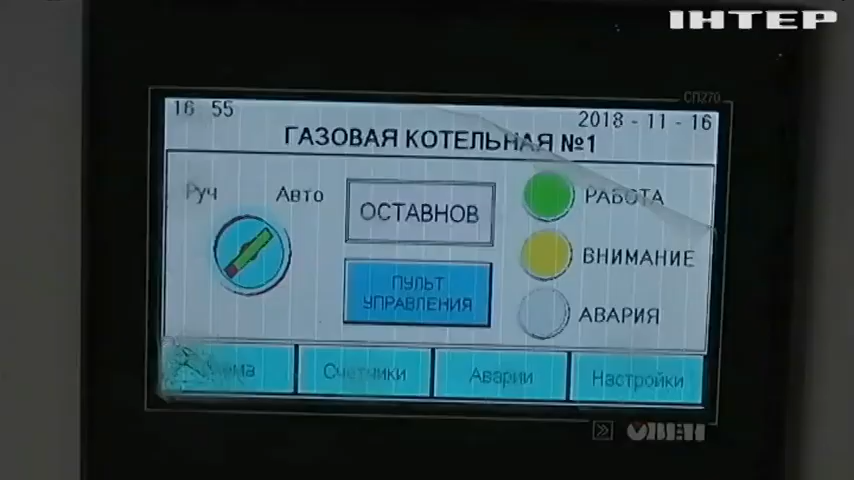 ІНТЕР
СП270
16 55
2018 - 11 - 16
ГАЗОВАЯ КОТЕЛЬНАЯ №1
Руч Авто
ОСТАВНОВ
РАБОТА
ВНИМАНИЕ
ПУЛЬТ
УПРАВЛЕНИЯ
АВАРИЯ
Счетчики Аварии Настройки
ОВЕН